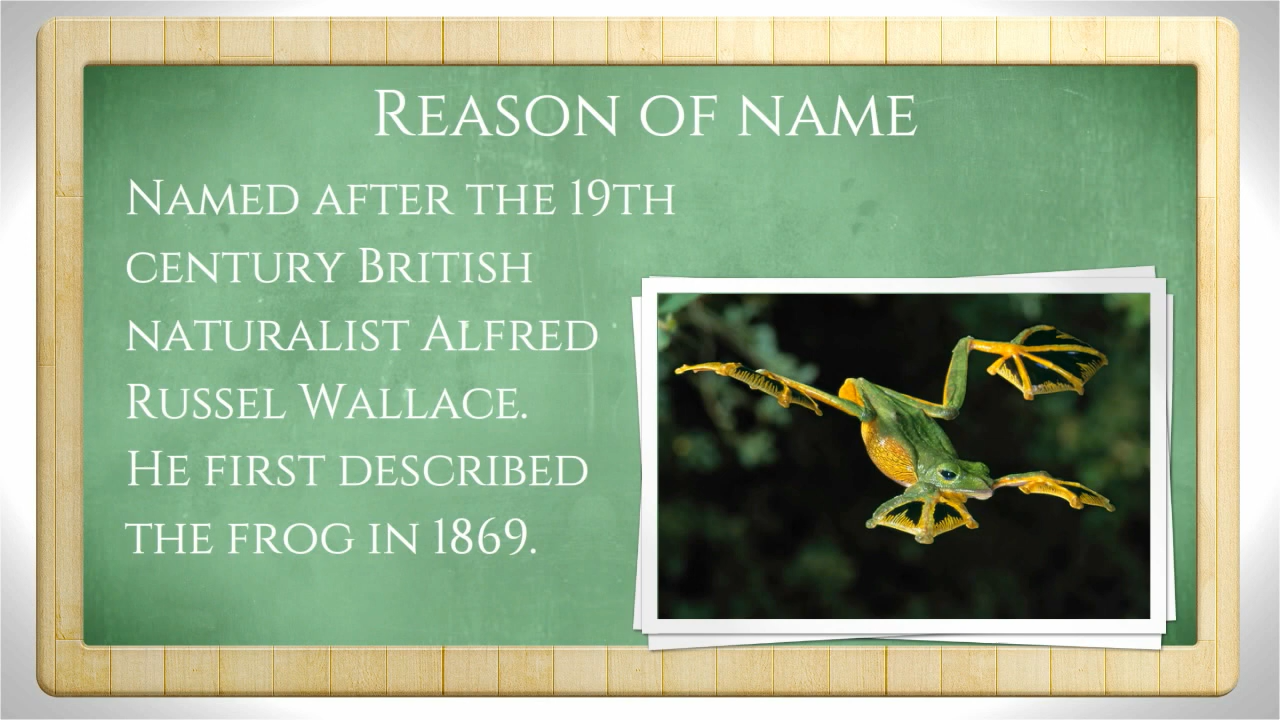 Reason of name
Named after the 19th
century British
naturalist Alfred
Russel Wallace.
He first described
the frog in 1869.